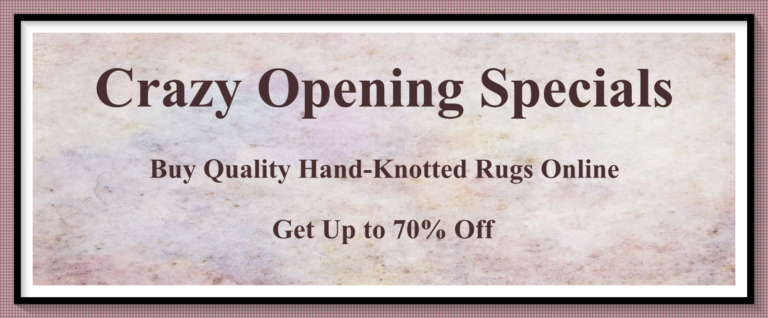 Crazy Opening Specials
Buy Quality Hand-Knotted Rugs Online
Get Up to 70% Off